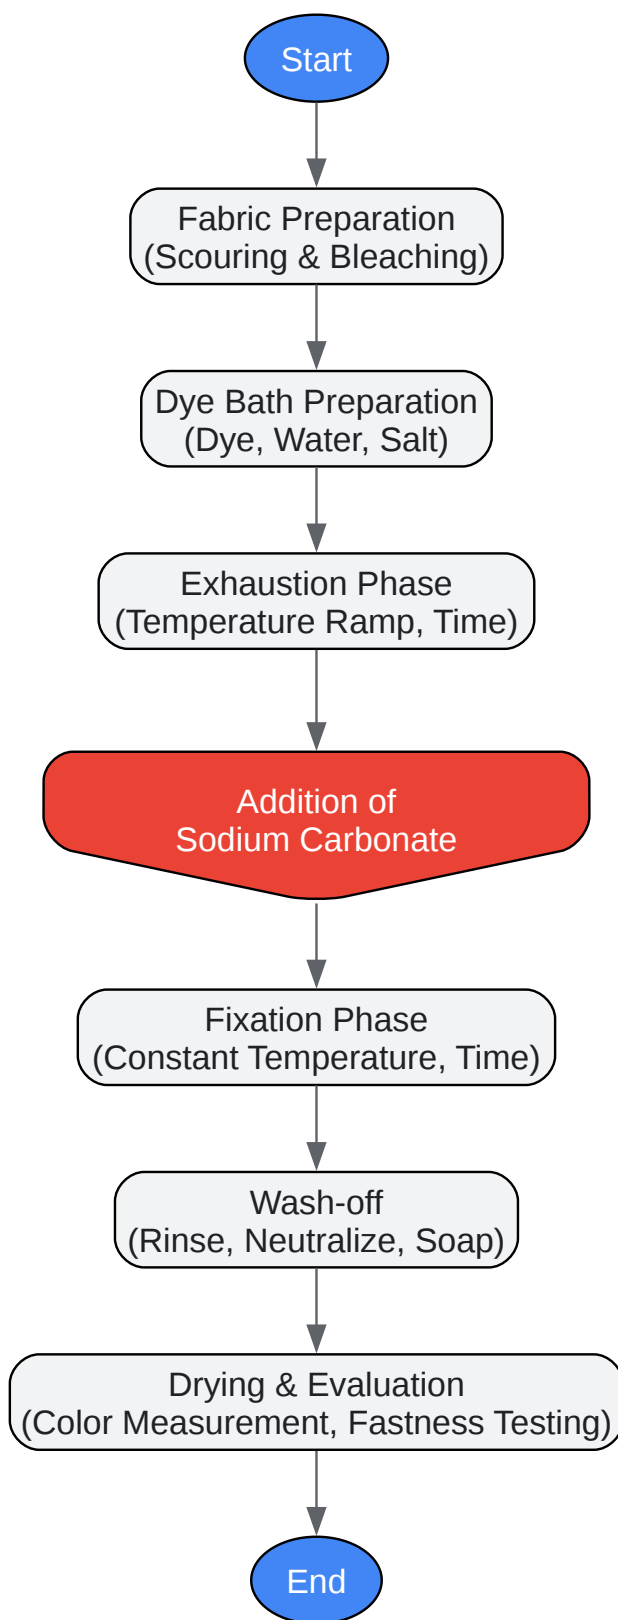 Start
Fabric Preparation
(Scouring & Bleaching)
Dye Bath Preparation
(Dye, Water, Salt)
Exhaustion Phase
(Temperature Ramp, Time)
Addition of
Sodium Carbonate
Fixation Phase
(Constant Temperature, Time)
Wash-off
(Rinse, Neutralize, Soap)
Drying & Evaluation
(Color Measurement, Fastness Testing)
End